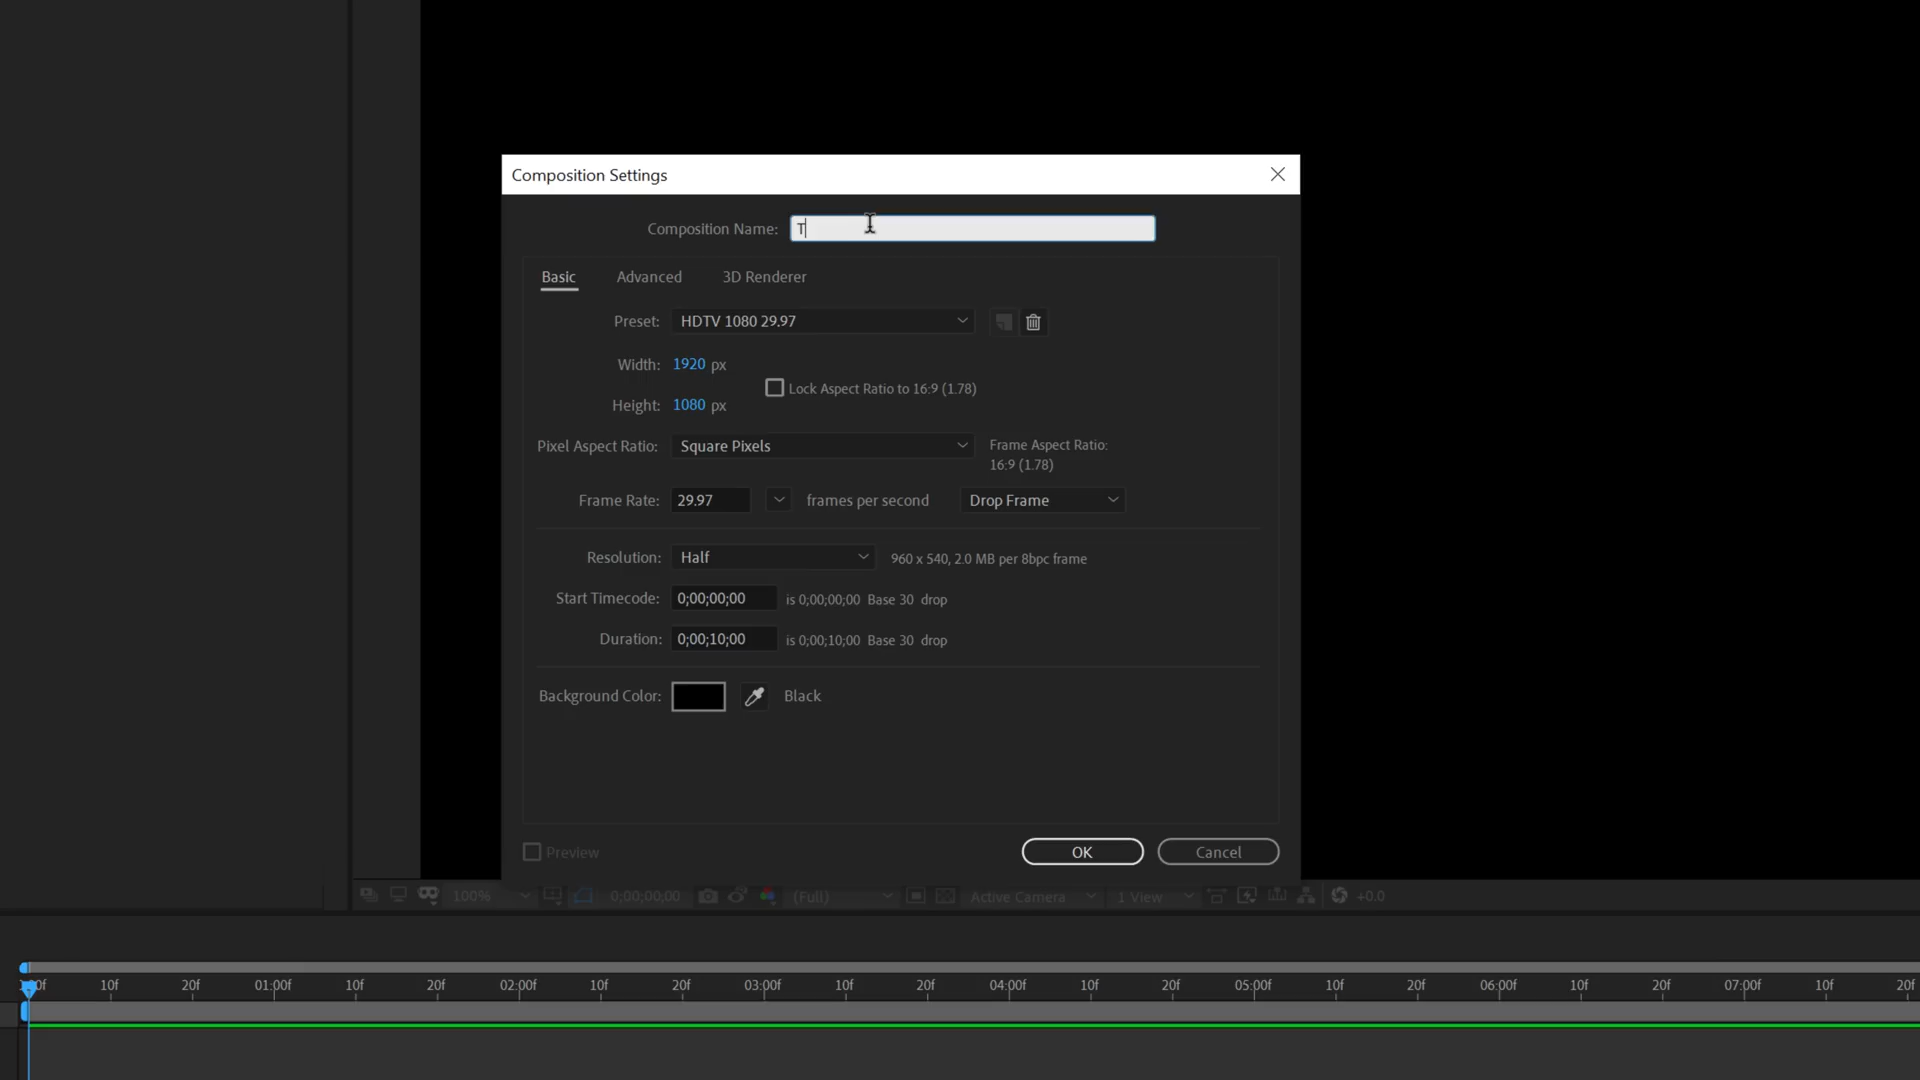 Composition Settings
Composition Name: T
Basic Advanced 3D Renderer
Preset: HDTV 1080 29.97
Width: 1920 px
Lock Aspect Ratio to 16:9 (1.78)
Height: 1080 px
Pixel Aspect Ratio: Square Pixels
Frame Aspect Ratio:
16:9 (1.78)
Frame Rate: 29.97 frames per second Drop Frame
Resolution: Half 960 x 540, 2.0 MB per 8bpc frame
Start Timecode: 0;00;00;00 is 0;00;00;00 Base 30 drop
Duration: 0;00;10;00 is 0;00;10;00 Base 30 drop
Background Color: Black
Preview OK Cancel
100% 0;00;00;00 (Full) Active Camera 1 View +0.0
10f 20f 01:00f 10f 20f 02:00f 10f 20f 03:00f 10f 20f 04:00f 10f 20f 05:00f 10f 20f 06:00f 10f 20f 07:00f 10f 20f